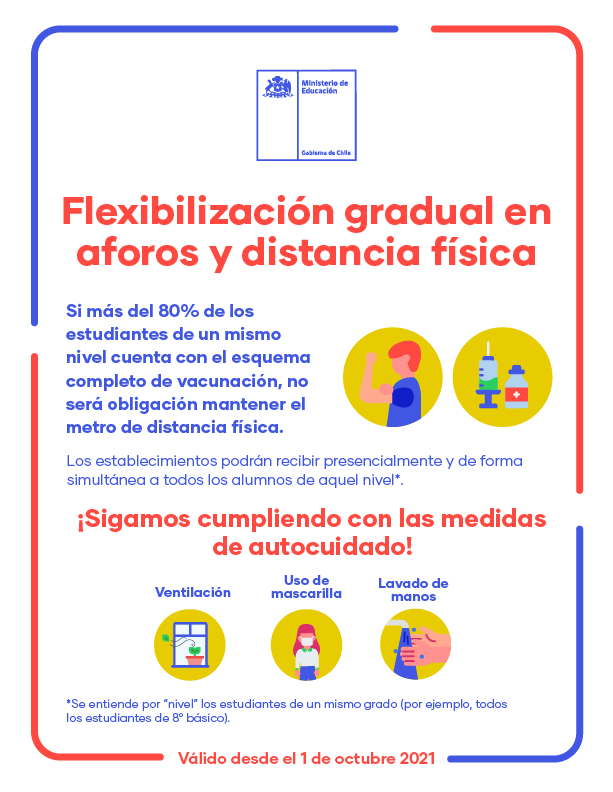 Ministerio de
Educación
Gobierno de Chile
Flexibilización gradual en
aforos y distancia física
Si más del 80% de los
estudiantes de un mismo
nivel cuenta con el esquema
completo de vacunación, no
será obligación mantener el
metro de distancia física.
Los establecimientos podrán recibir presencialmente y de forma
simultánea a todos los alumnos de aquel nivel*.
¡Sigamos cumpliendo con las medidas
de autocuidado!
Ventilación
Uso de
mascarilla
Lavado de
manos
*Se entiende por “nivel” los estudiantes de un mismo grado (por ejemplo, todos
los estudiantes de 8° básico).
Válido desde el 1 de octubre 2021